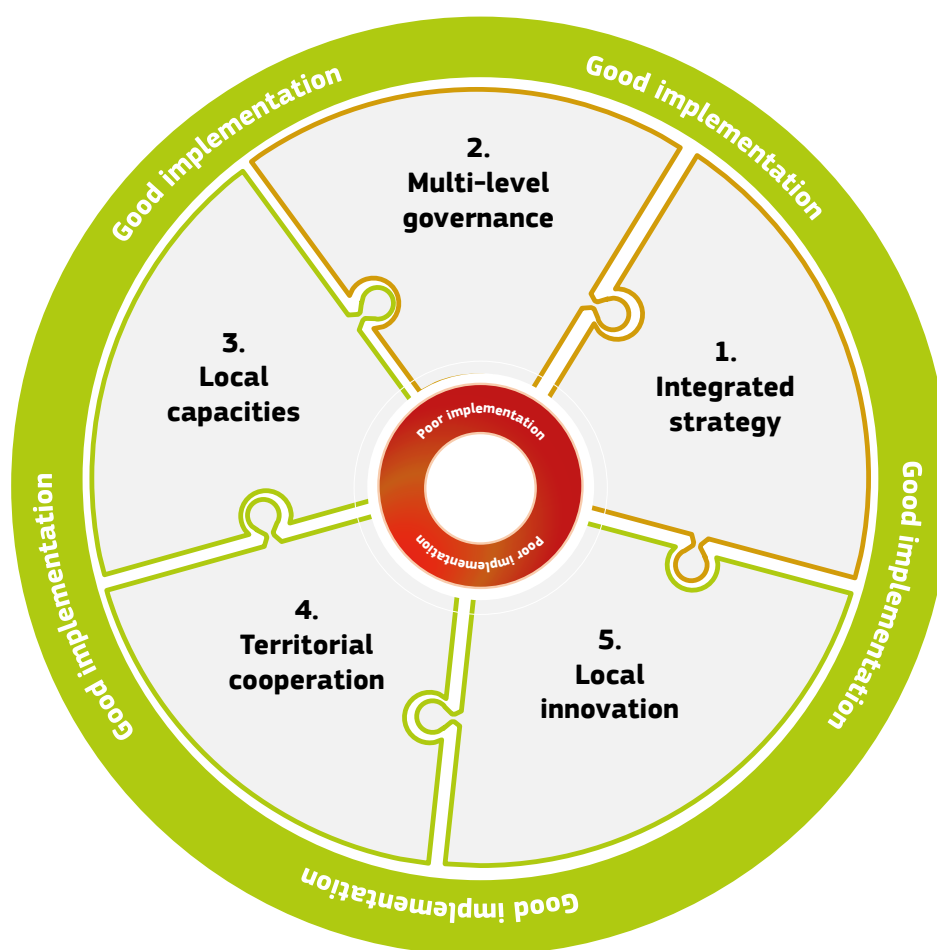 Good implementation
Good implementation
2.
Multi-level
governance
1.
Integrated
strategy
3.
Local
capacities
Poor implementation
Poor implementation
4.
Territorial
cooperation
5.
Local
innovation
Good implementation
Good implementation
Good implementation